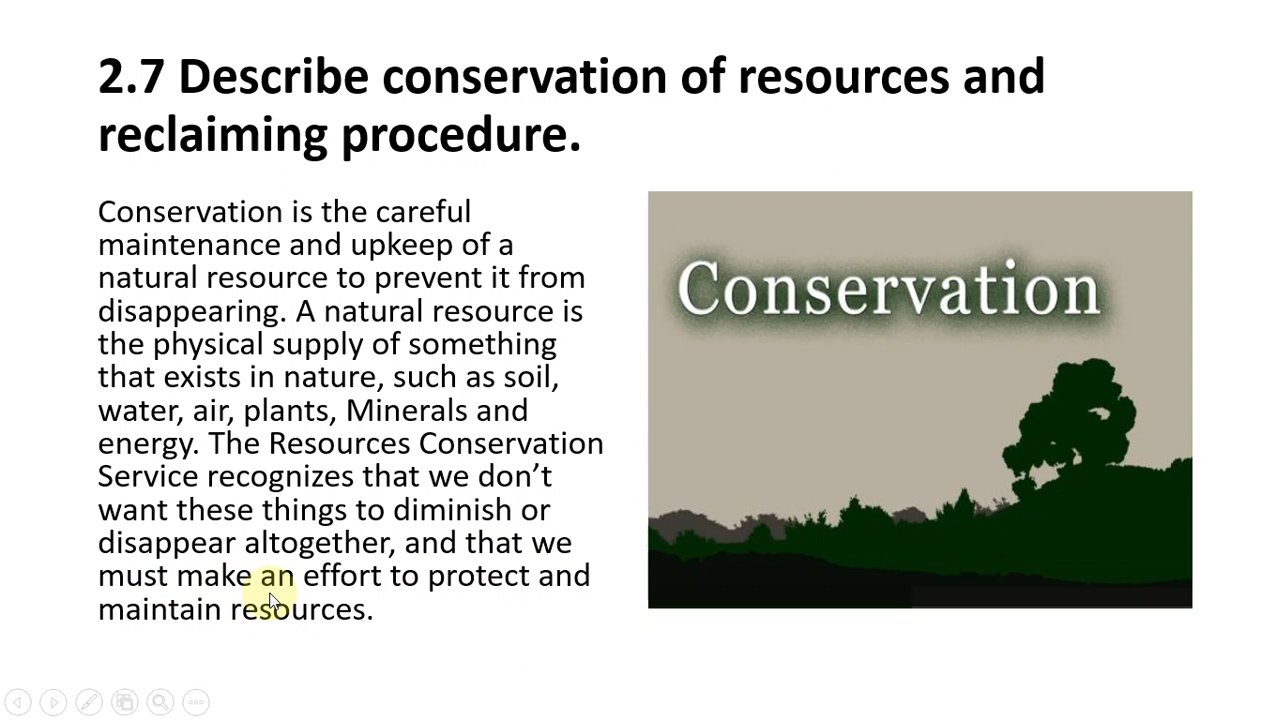 2.7 Describe conservation of resources and
reclaiming procedure.
Conservation is the careful
maintenance and upkeep of a
natural resource to prevent it from
disappearing. A natural resource is
the physical supply of something
that exists in nature, such as soil,
water, air, plants, Minerals and
energy. The Resources Conservation
Service recognizes that we don’t
want these things to diminish or
disappear altogether, and that we
must make an effort to protect and
maintain resources.
Conservation